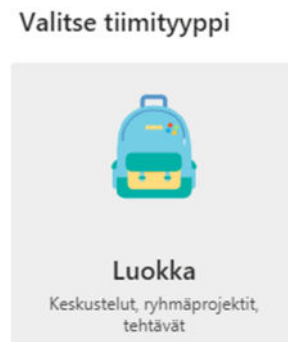 Valitse tiimityyppi
Luokka
Keskustelut, ryhmäprojektit,
tehtävät